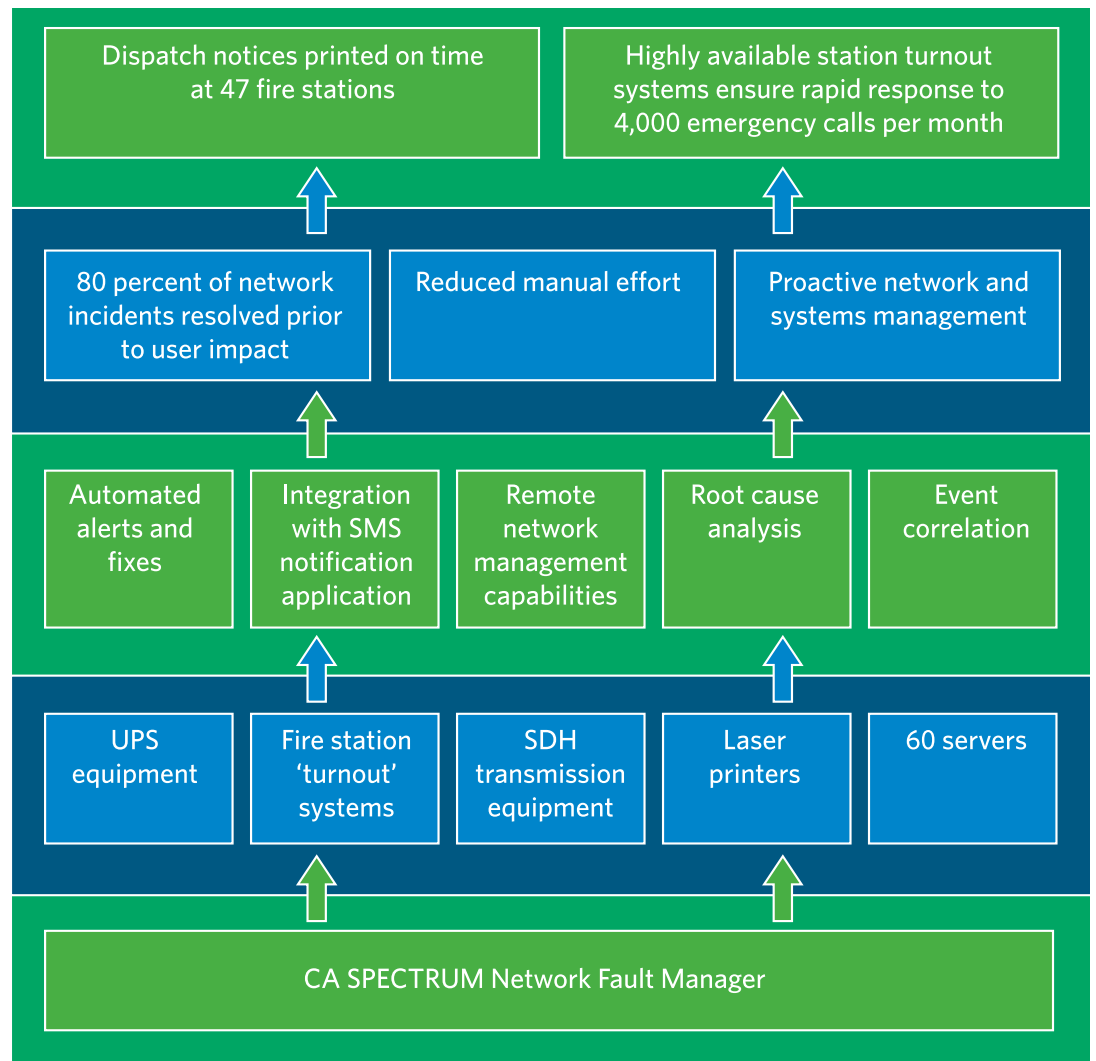 Dispatch notices printed on time
at 47 fire stations
Highly available station turnout
systems ensure rapid response to
4,000 emergency calls per month
80 percent of network
incidents resolved prior
to user impact
Reduced manual effort
Proactive network and
systems management
Automated
alerts and
fixes
Integration
with SMS
notification
application
Remote
network
management
capabilities
Root cause
analysis
Event
correlation
UPS
equipment
Fire station
‘turnout’
systems
SDH
transmission
equipment
Laser
printers
60 servers
CA SPECTRUM Network Fault Manager